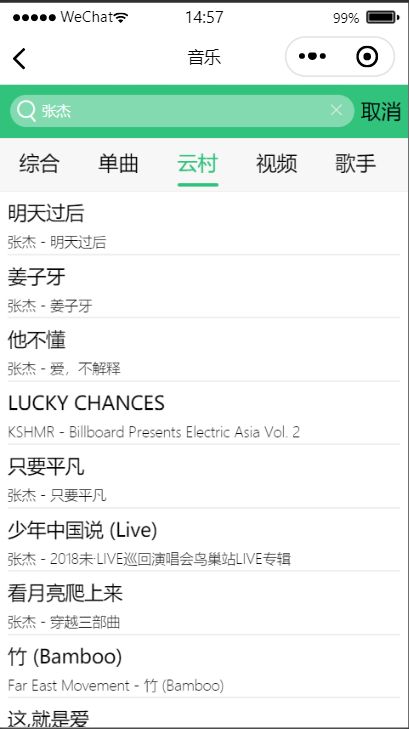 WeChat 14:57 99%
音乐
张杰 取消
综合 单曲 云村 视频 歌手
明天过后
张杰 - 明天过后
姜子牙
张杰 - 姜子牙
他不懂
张杰 - 爱，不解释
LUCKY CHANCES
KSHMR - Billboard Presents Electric Asia Vol. 2
只要平凡
张杰 - 只要平凡
少年中国说 (Live)
张杰 - 2018未·LIVE巡回演唱会鸟巢站LIVE专辑
看月亮爬上来
张杰 - 穿越三部曲
竹 (Bamboo)
Far East Movement - 竹 (Bamboo)
这,就是爱